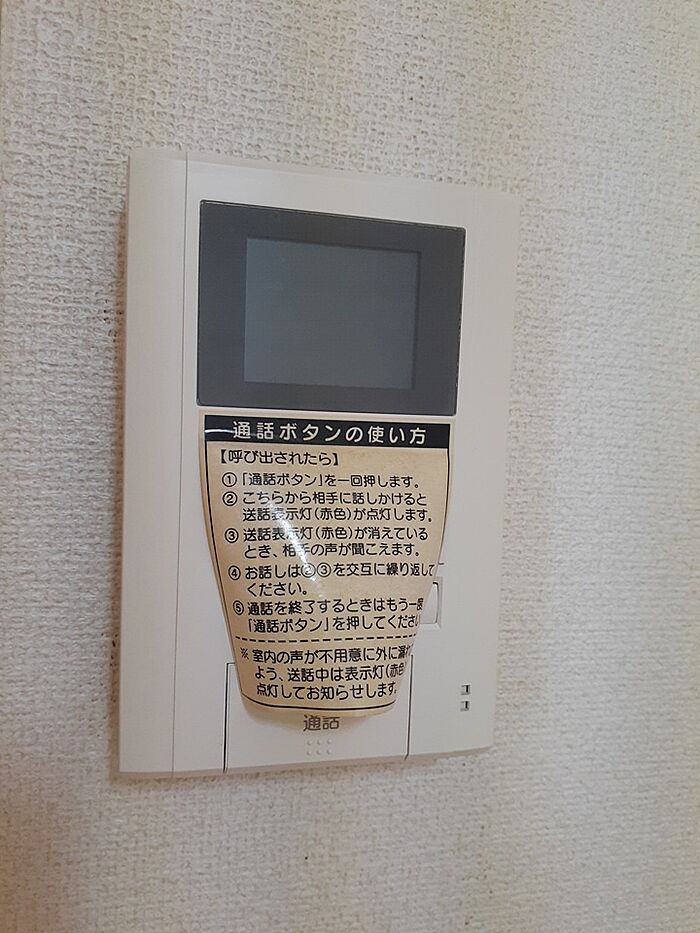 通話ボタンの使い方
【呼び出されたら】
①「通話ボタン」を一回押します。
②こちらから相手に話しかけると
送話表示灯(赤色)が点灯します。
③送話表示灯(赤色)が消えている
とき、相手の声が聞こえます。
④お話しは②③を交互に繰り返して
ください。
⑤通話を終了するときはもう一度
「通話ボタン」を押してくださ
※室内の声が不用意に外に漏れ
よう、送話中は表示灯(赤色
点灯してお知らせします。
通話